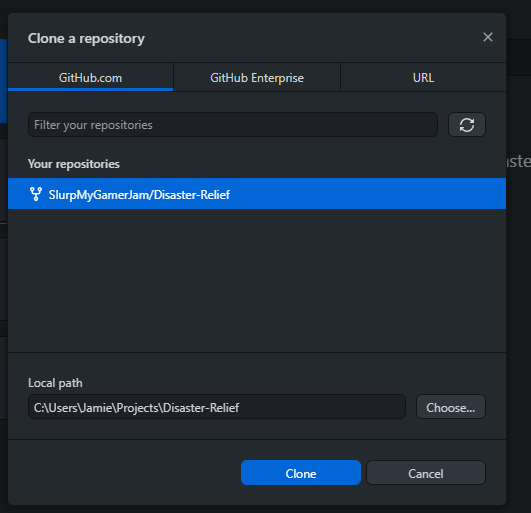 Clone a repository
GitHub.com
GitHub Enterprise
URL
Filter your repositories
Your repositories
SlurpMyGamerJam/Disaster-Relief
Local path
C:\Users\Jamie\Projects\Disaster-Relief
Choose...
Clone
Cancel